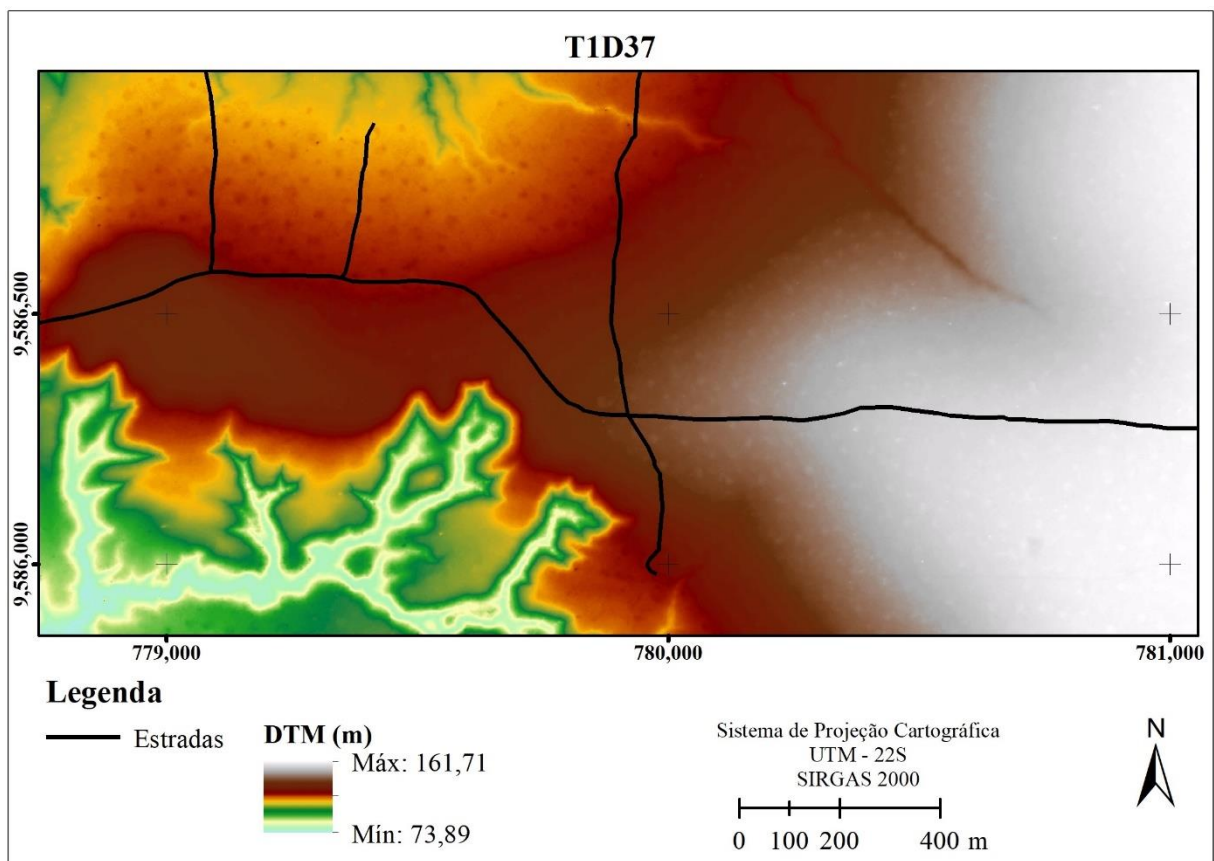 T1D37
9,586,500
9,586,000
779,000
780,000
781,000
Legenda
Estradas
DTM (m)
Máx: 161,71
Mín: 73,89
Sistema de Projeção Cartográfica
UTM - 22S
SIRGAS 2000
0 100 200 400 m
N